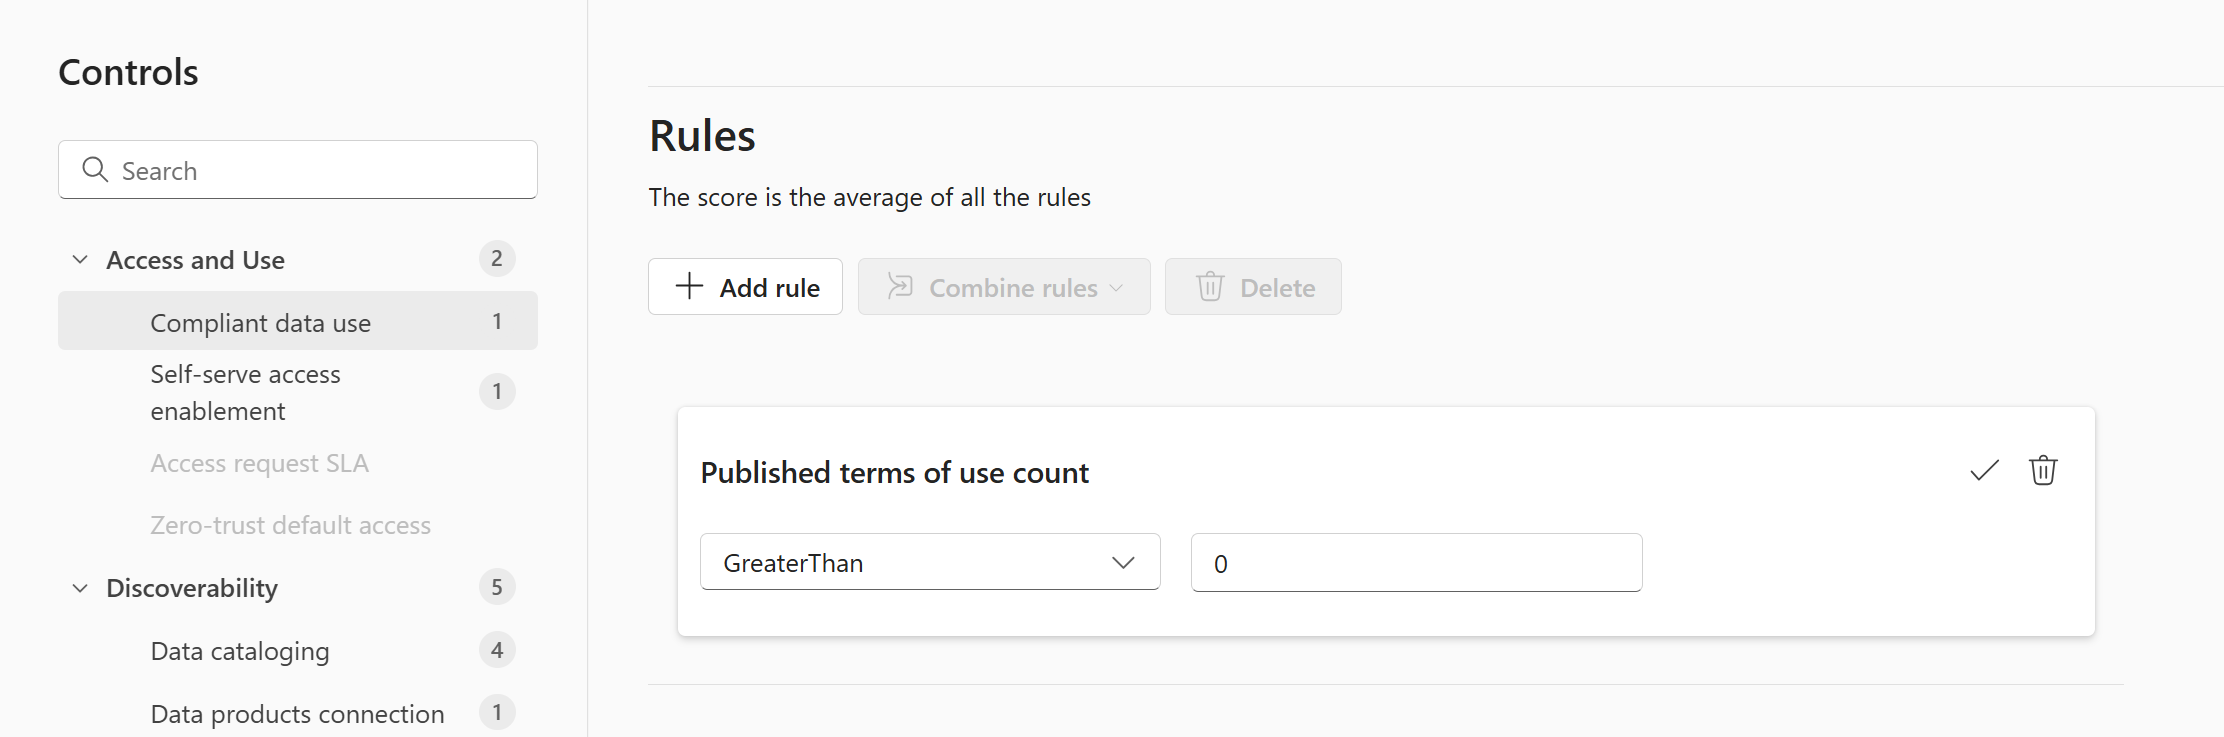 Controls
Search
Access and Use 2
Compliant data use 1
Self-serve access
enablement 1
Access request SLA
Zero-trust default access
Discoverability 5
Data cataloging 4
Data products connection 1
Rules
The score is the average of all the rules
Add rule Combine rules Delete
Published terms of use count
GreaterThan 0